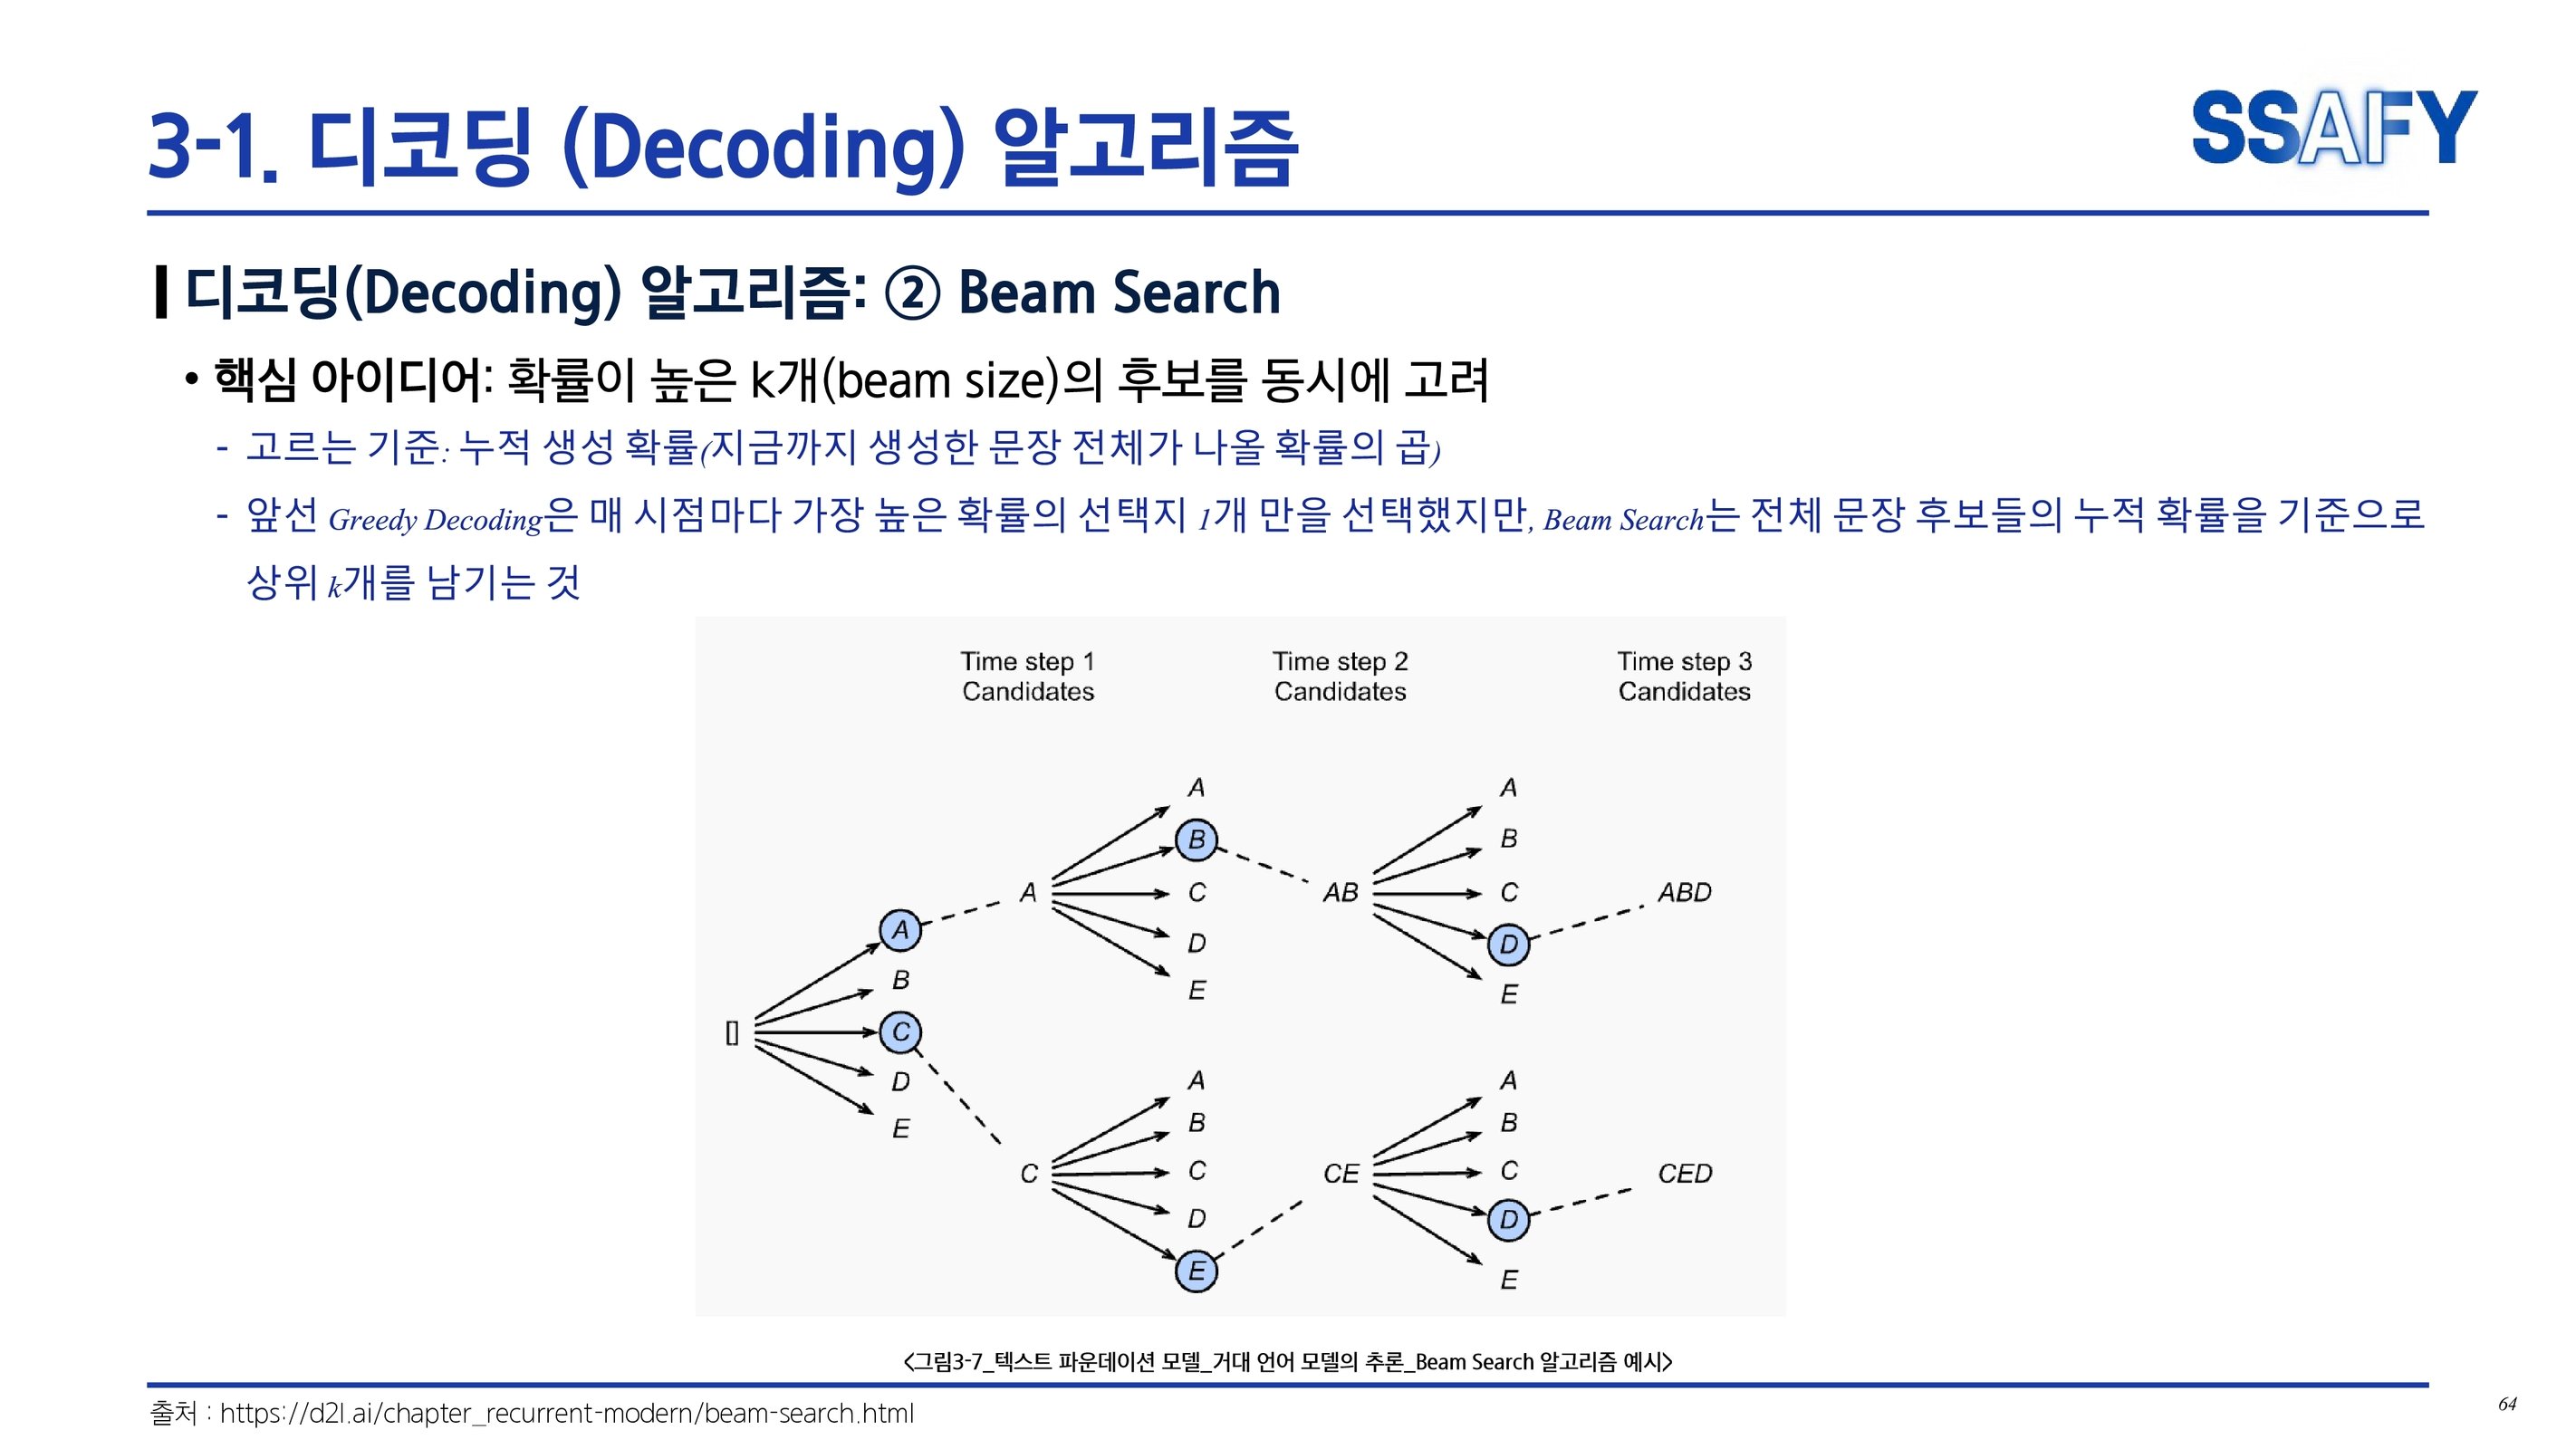 3-1. 디코딩 (Decoding) 알고리즘
SSAFY
디코딩(Decoding) 알고리즘: ② Beam Search
• 핵심 아이디어: 확률이 높은 k개(beam size)의 후보를 동시에 고려
- 고르는 기준: 누적 생성 확률(지금까지 생성한 문장 전체가 나올 확률의 곱)
- 앞선 Greedy Decoding은 매 시점마다 가장 높은 확률의 선택지 1개 만을 선택했지만, Beam Search는 전체 문장 후보들의 누적 확률을 기준으로
상위 k개를 남기는 것
Time step 1
Candidates
Time step 2
Candidates
Time step 3
Candidates
[]
A
B
C
D
E
A
A
B
C
D
E
AB
A
B
C
D
E
ABD
C
A
B
C
D
E
CE
A
B
C
D
E
CED
<그림3-7_텍스트 파운데이션 모델_거대 언어 모델의 추론_Beam Search 알고리즘 예시>
출처 : https://d2l.ai/chapter_recurrent-modern/beam-search.html
64